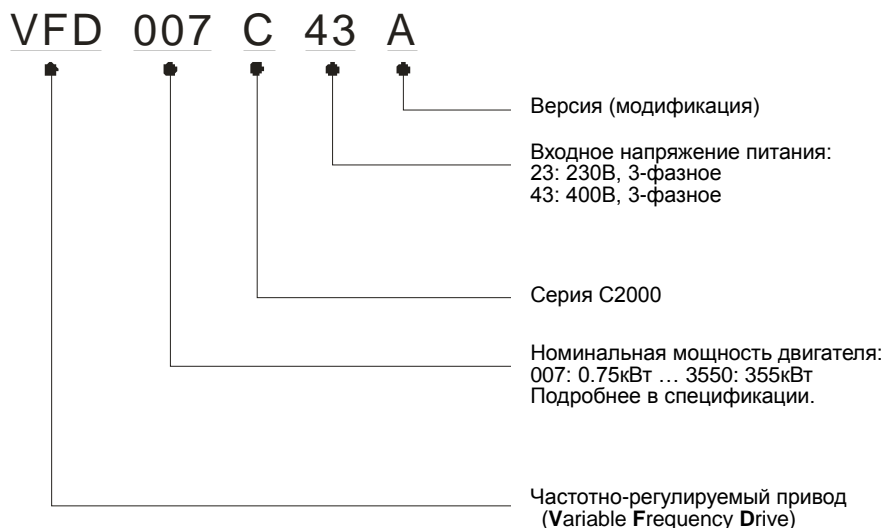 VFD 007 C 43 A
Версия (модификация)
Входное напряжение питания:
23: 230В, 3-фазное
43: 400В, 3-фазное
Серия С2000
Номинальная мощность двигателя:
007: 0.75кВт … 3550: 355кВт
Подробнее в спецификации.
Частотно-регулируемый привод
(Variable Frequency Drive)